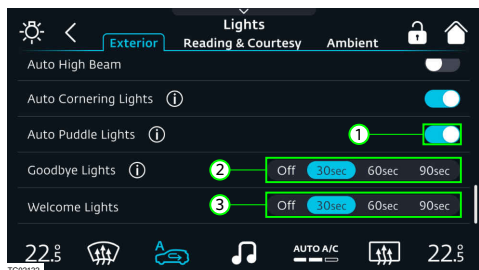 Lights
Exterior Reading & Courtesy Ambient
Auto High Beam
Auto Cornering Lights i
Auto Puddle Lights i 1
Goodbye Lights i 2 Off 30sec 60sec 90sec
Welcome Lights 3 Off 30sec 60sec 90sec
22.5° A AUTO A/C 22.5°